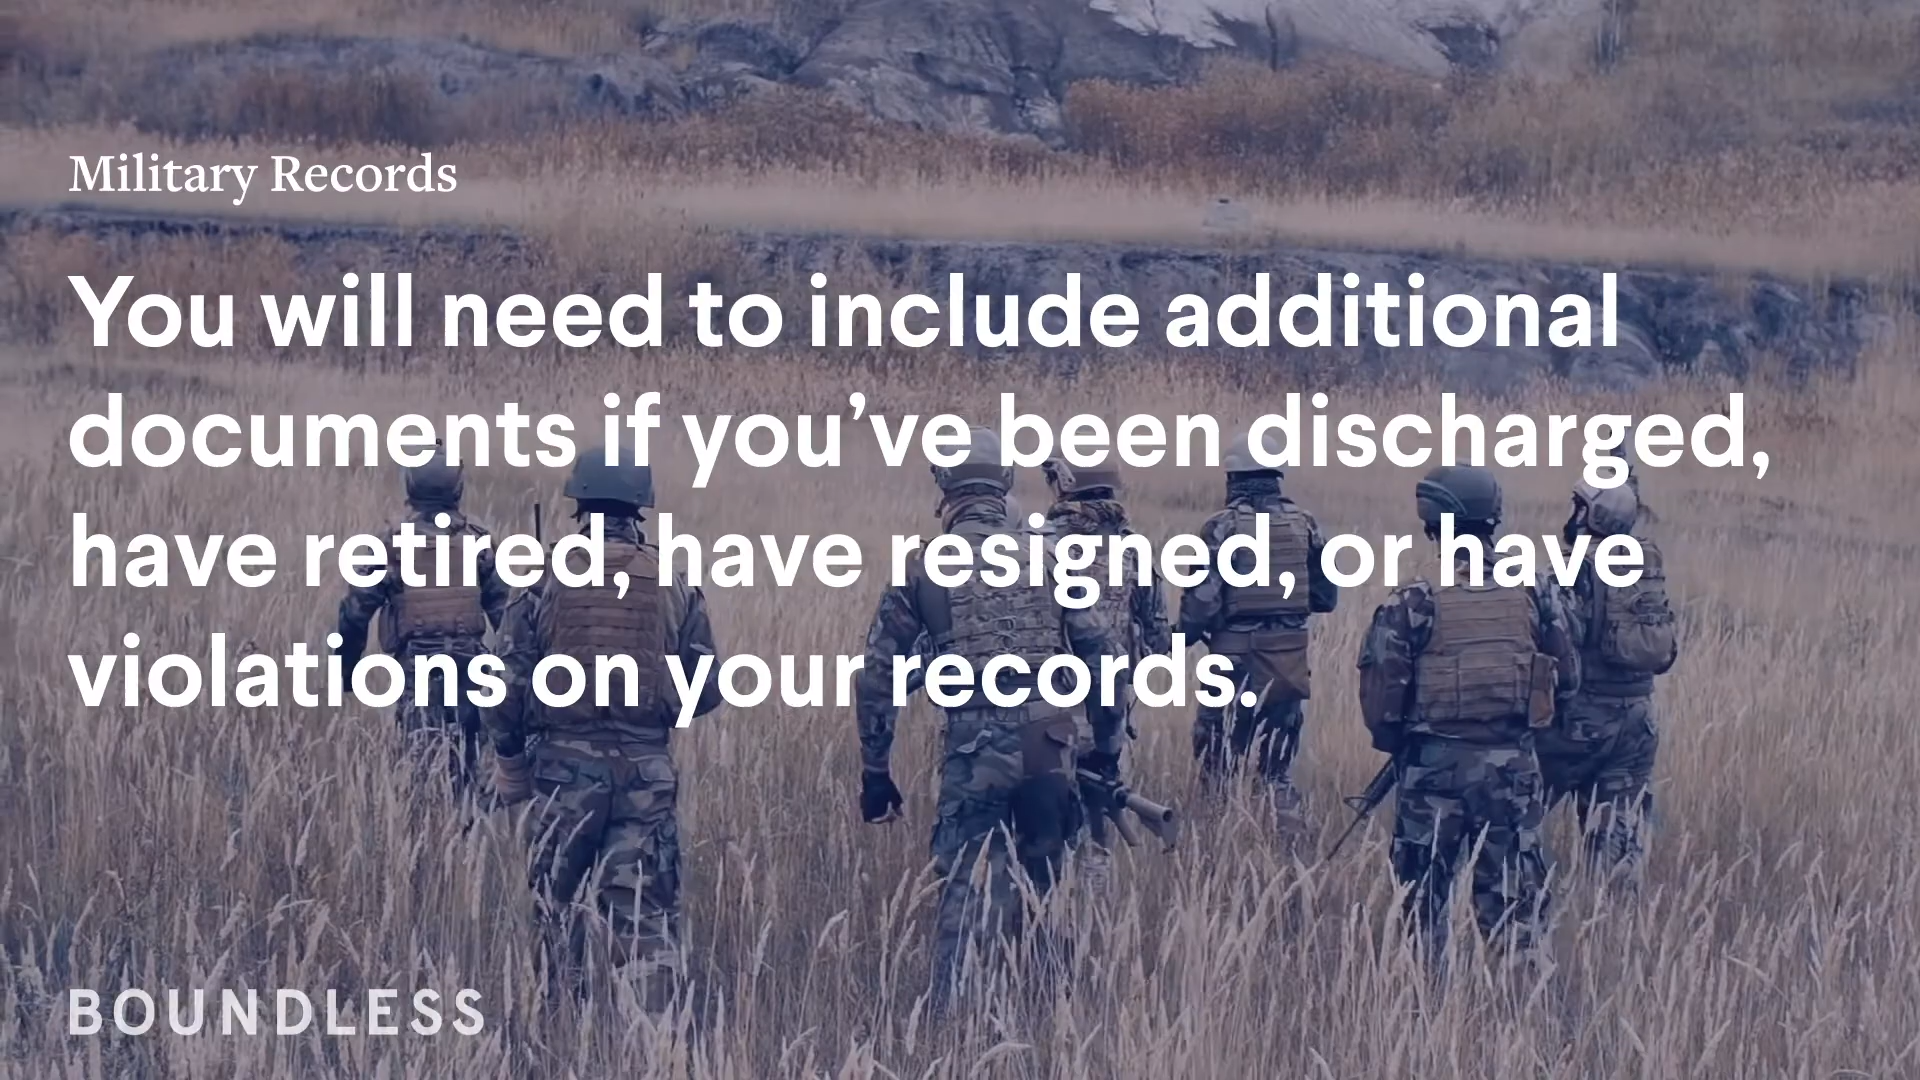 Military Records
You will need to include additional
documents if you’ve been discharged,
have retired, have resigned, or have
violations on your records.
BOUNDLESS